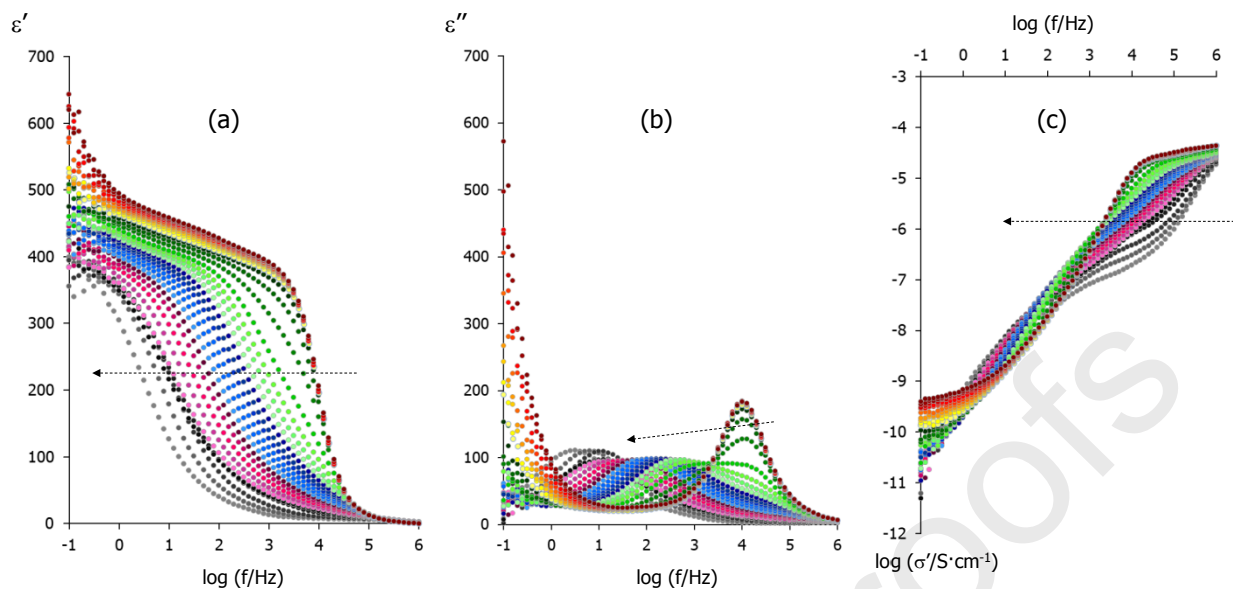 ε′
700
600
500
400
300
200
100
0
-1 0 1 2 3 4 5 6
log (f/Hz)
(a)
ε″
700
600
500
400
300
200
100
0
-1 0 1 2 3 4 5 6
log (f/Hz)
(b)
log (f/Hz)
-1 0 1 2 3 4 5 6
-3
-4
-5
-6
-7
-8
-9
-10
-11
-12
log (σ′/S·cm⁻¹)
(c)
roofs